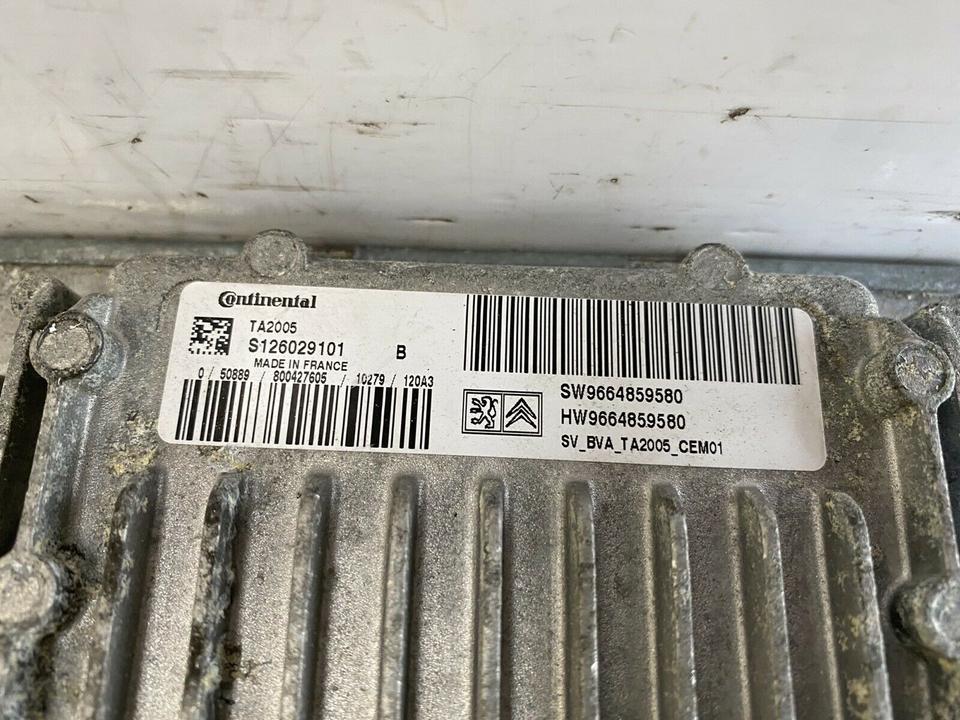 Continental
TA2005
S126029101 B
MADE IN FRANCE
0 / 50889 / 800427605 / 10279 / 120A3
SW9664859580
HW9664859580
SV_BVA_TA2005_CEM01